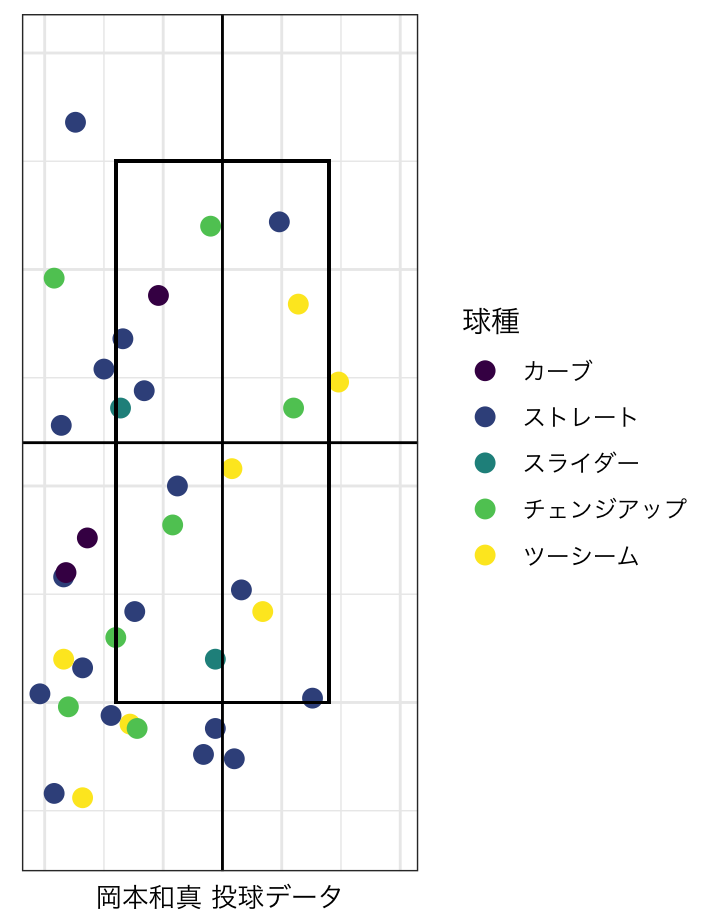 球種
カーブ
ストレート
スライダー
チェンジアップ
ツーシーム
岡本和真 投球データ